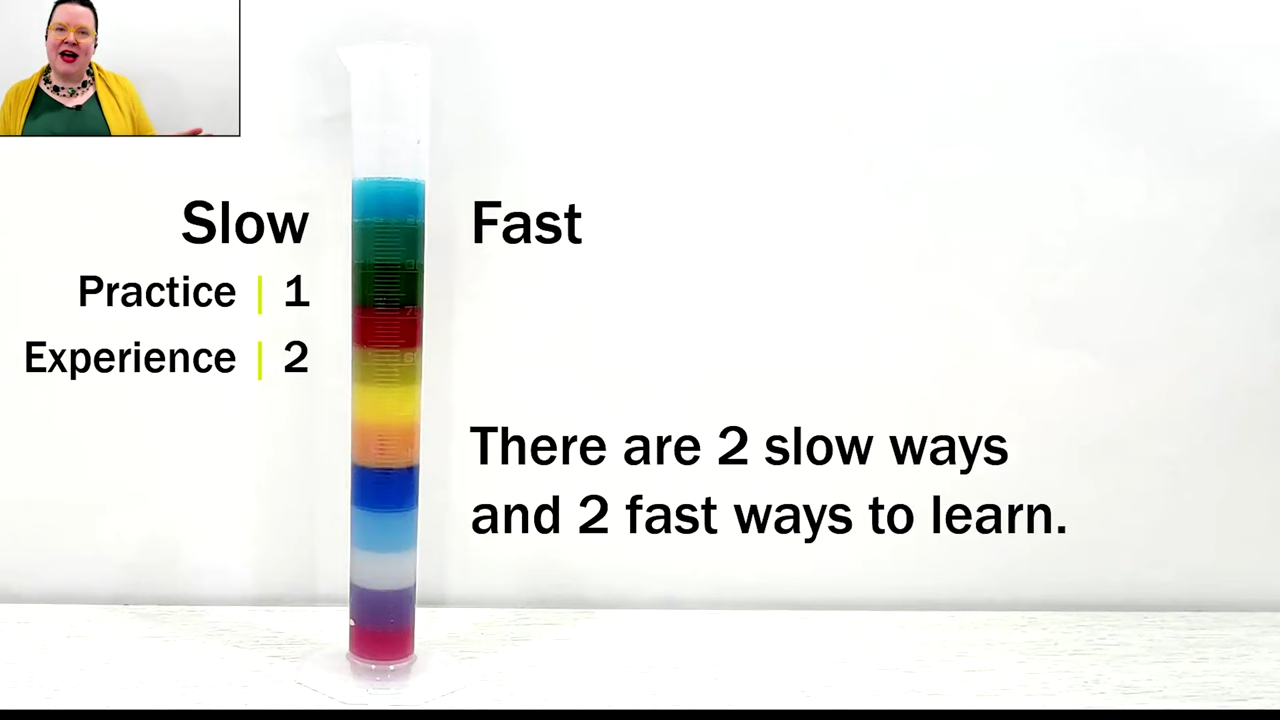 Slow
Fast
Practice | 1
Experience | 2
There are 2 slow ways
and 2 fast ways to learn.